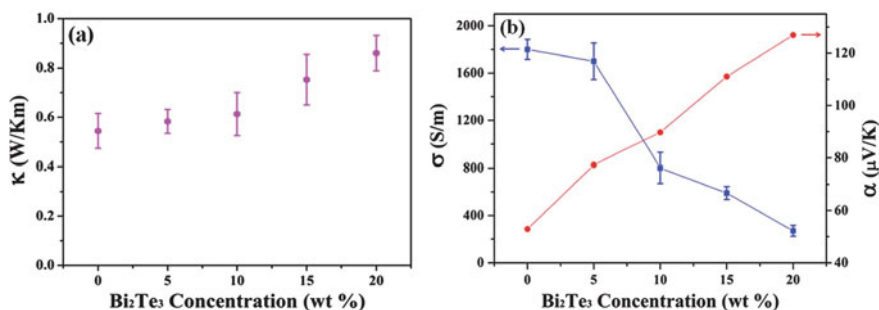 (a)
κ (W/Km)
1.0
0.8
0.6
0.4
0.2
0.0
0 5 10 15 20
Bi₂Te₃ Concentration (wt %)
(b)
σ (S/m)
2000
1600
1200
800
400
0 5 10 15 20
Bi₂Te₃ Concentration (wt %)
120
100
80
60
40
α (μV/K)